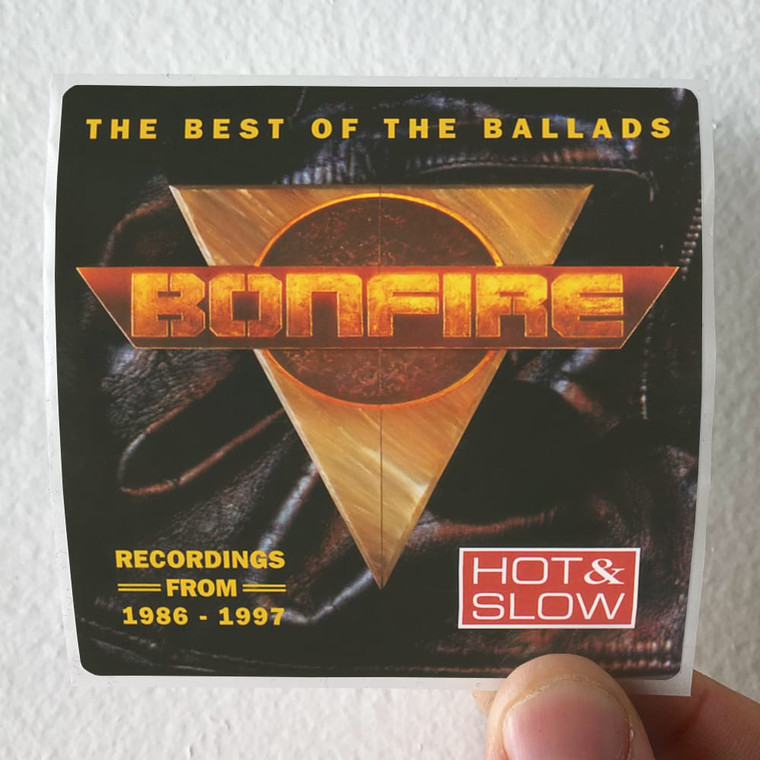 THE BEST OF THE BALLADS
BONFIRE
RECORDINGS
FROM
1986 - 1997
HOT&
SLOW